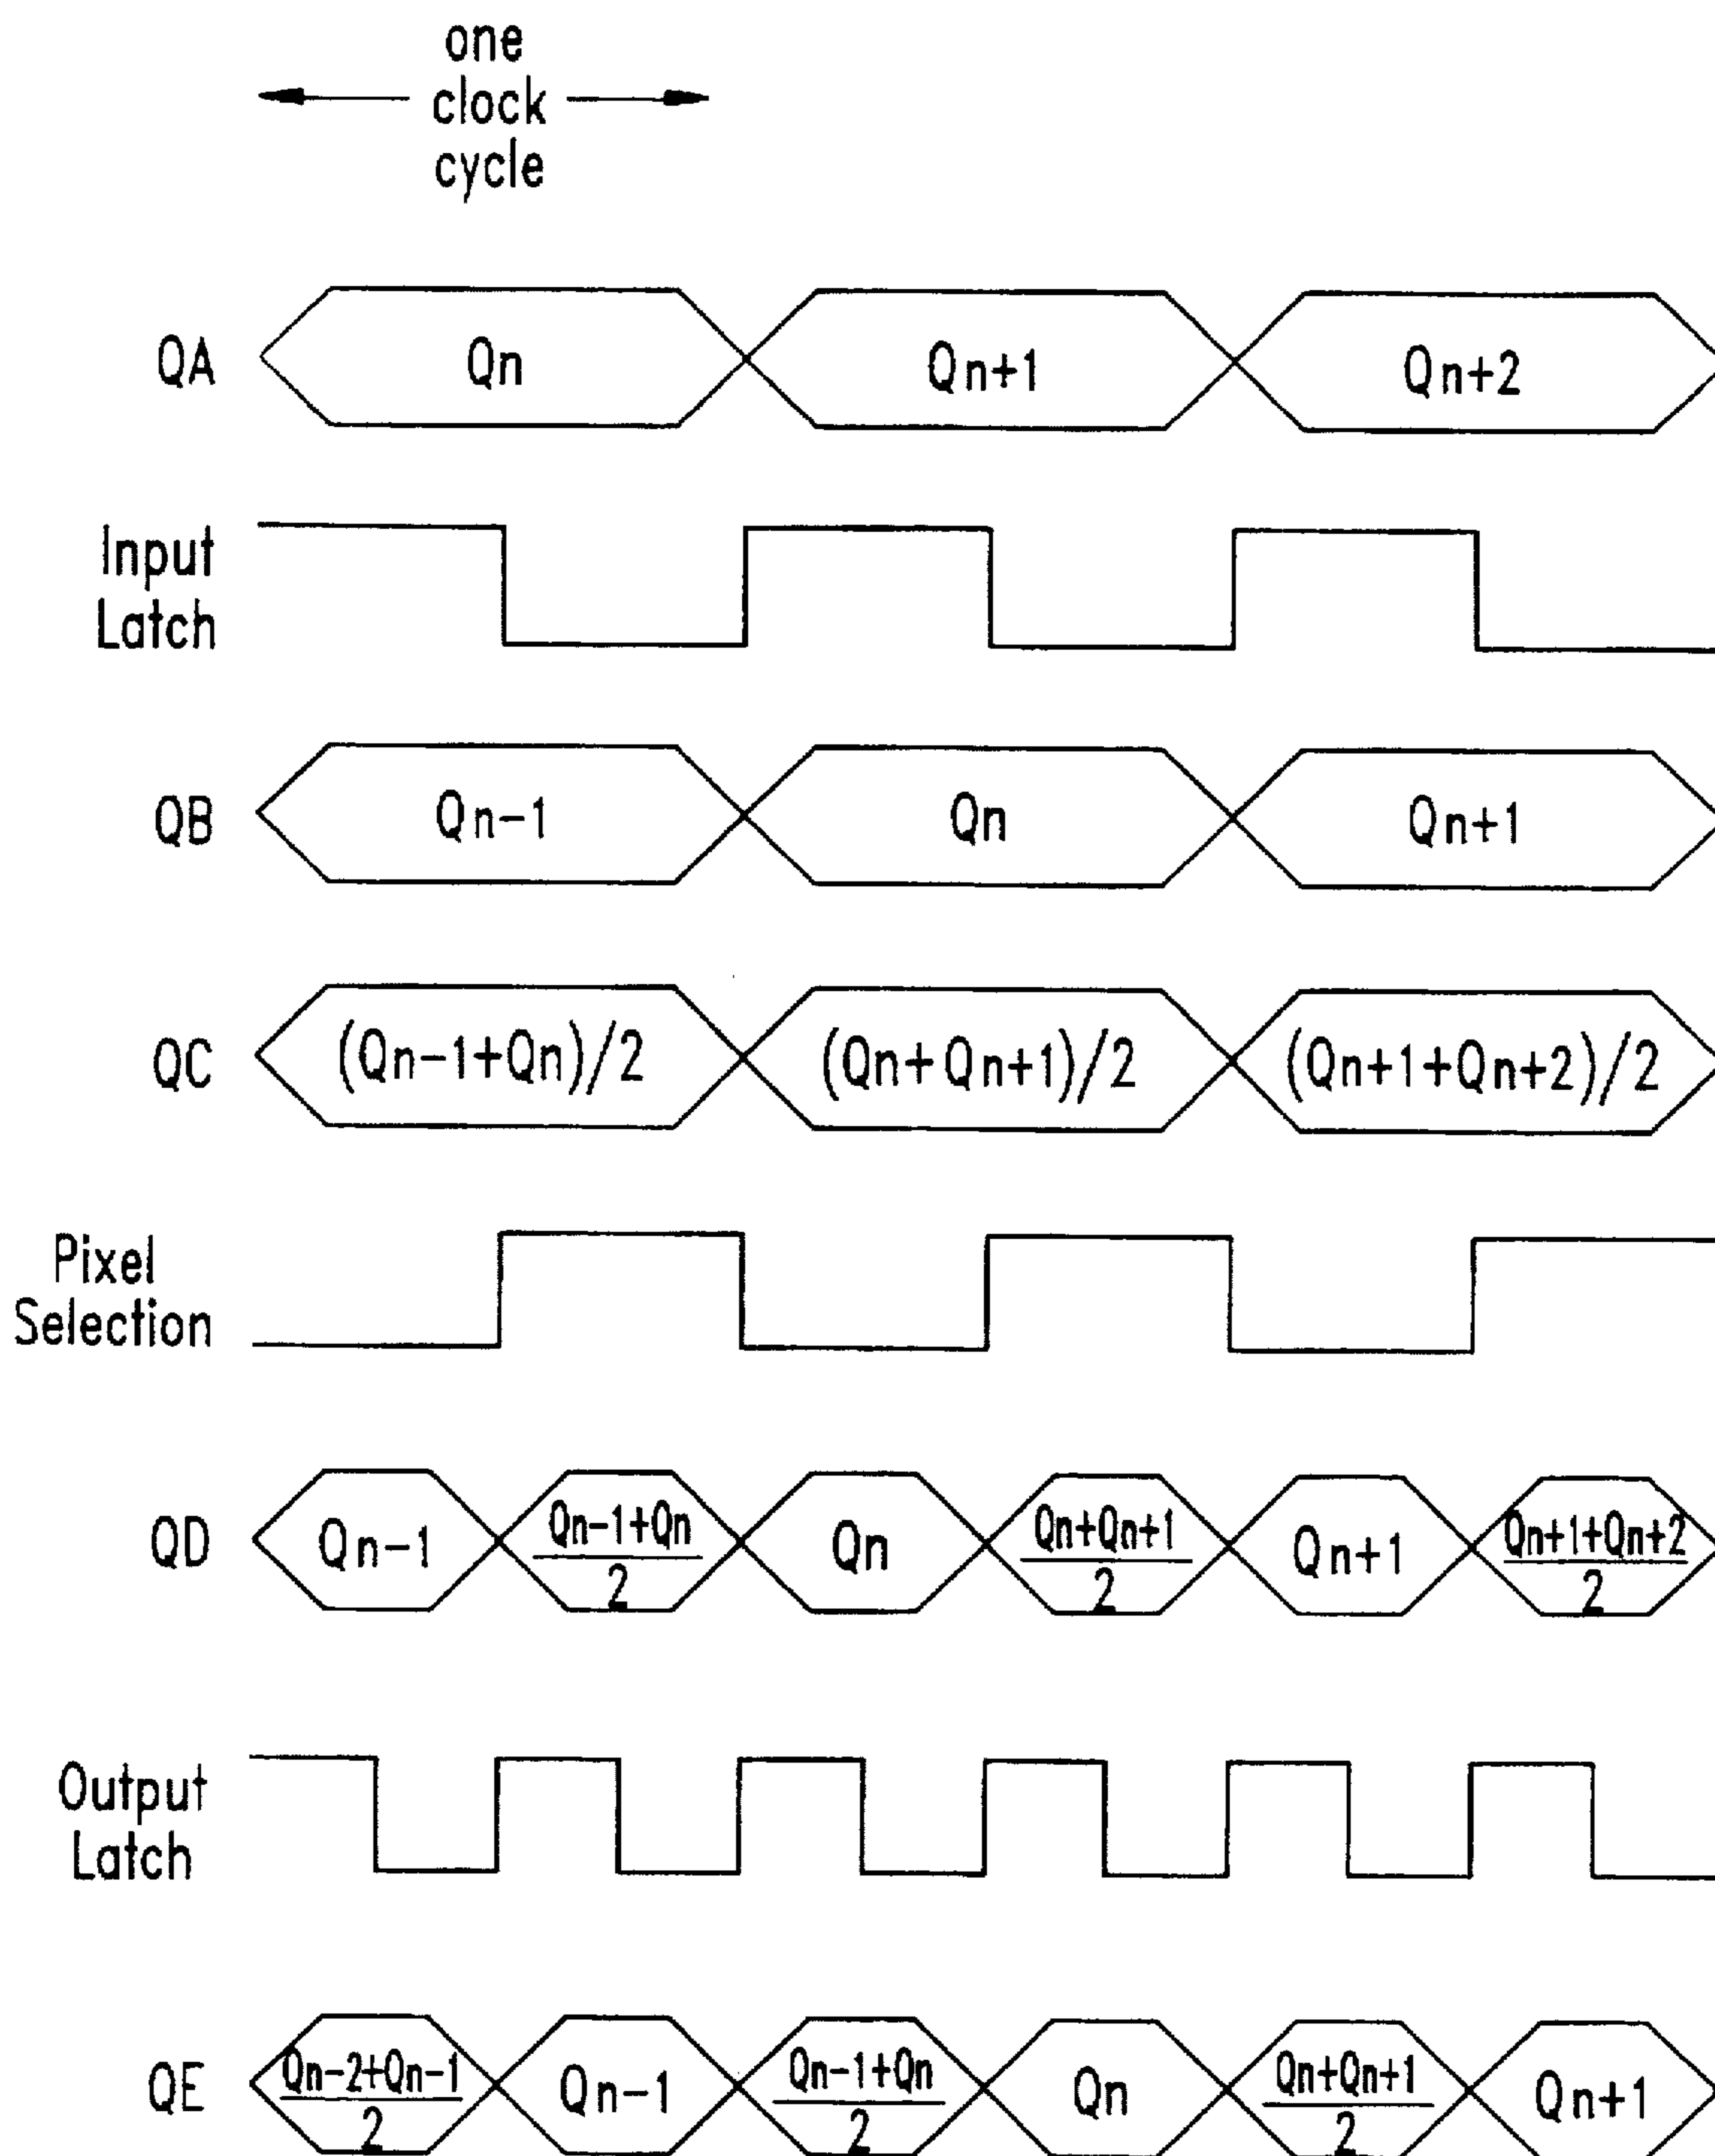 one
clock
cycle
QA Qn Qn+1 Qn+2
Input
Latch
QB Qn-1 Qn Qn+1
QC (Qn-1+Qn)/2 (Qn+Qn+1)/2 (Qn+1+Qn+2)/2
Pixel
Selection
QD Qn-1 Qn-1+Qn Qn Qn+Qn+1 Qn+1 Qn+1+Qn+2
2 2 2
Output
Latch
QE Qn-2+Qn-1 Qn-1 Qn-1+Qn Qn Qn+Qn+1 Qn+1
2 2 2